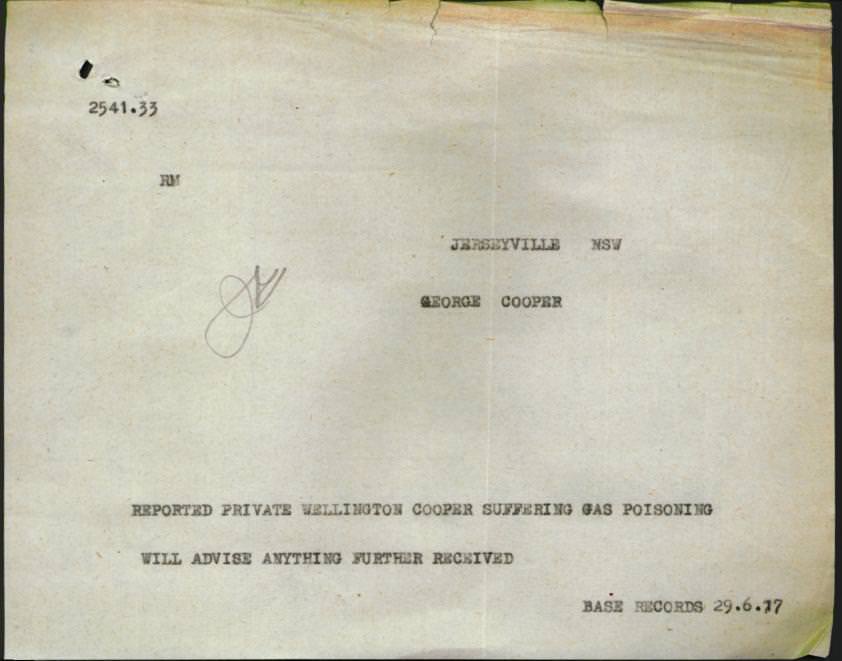 2541.33
RM
JERSEYVILLE NSW
GEORGE COOPER
REPORTED PRIVATE WELLINGTON COOPER SUFFERING GAS POISONING
WILL ADVISE ANYTHING FURTHER RECEIVED
BASE RECORDS 29.6.17